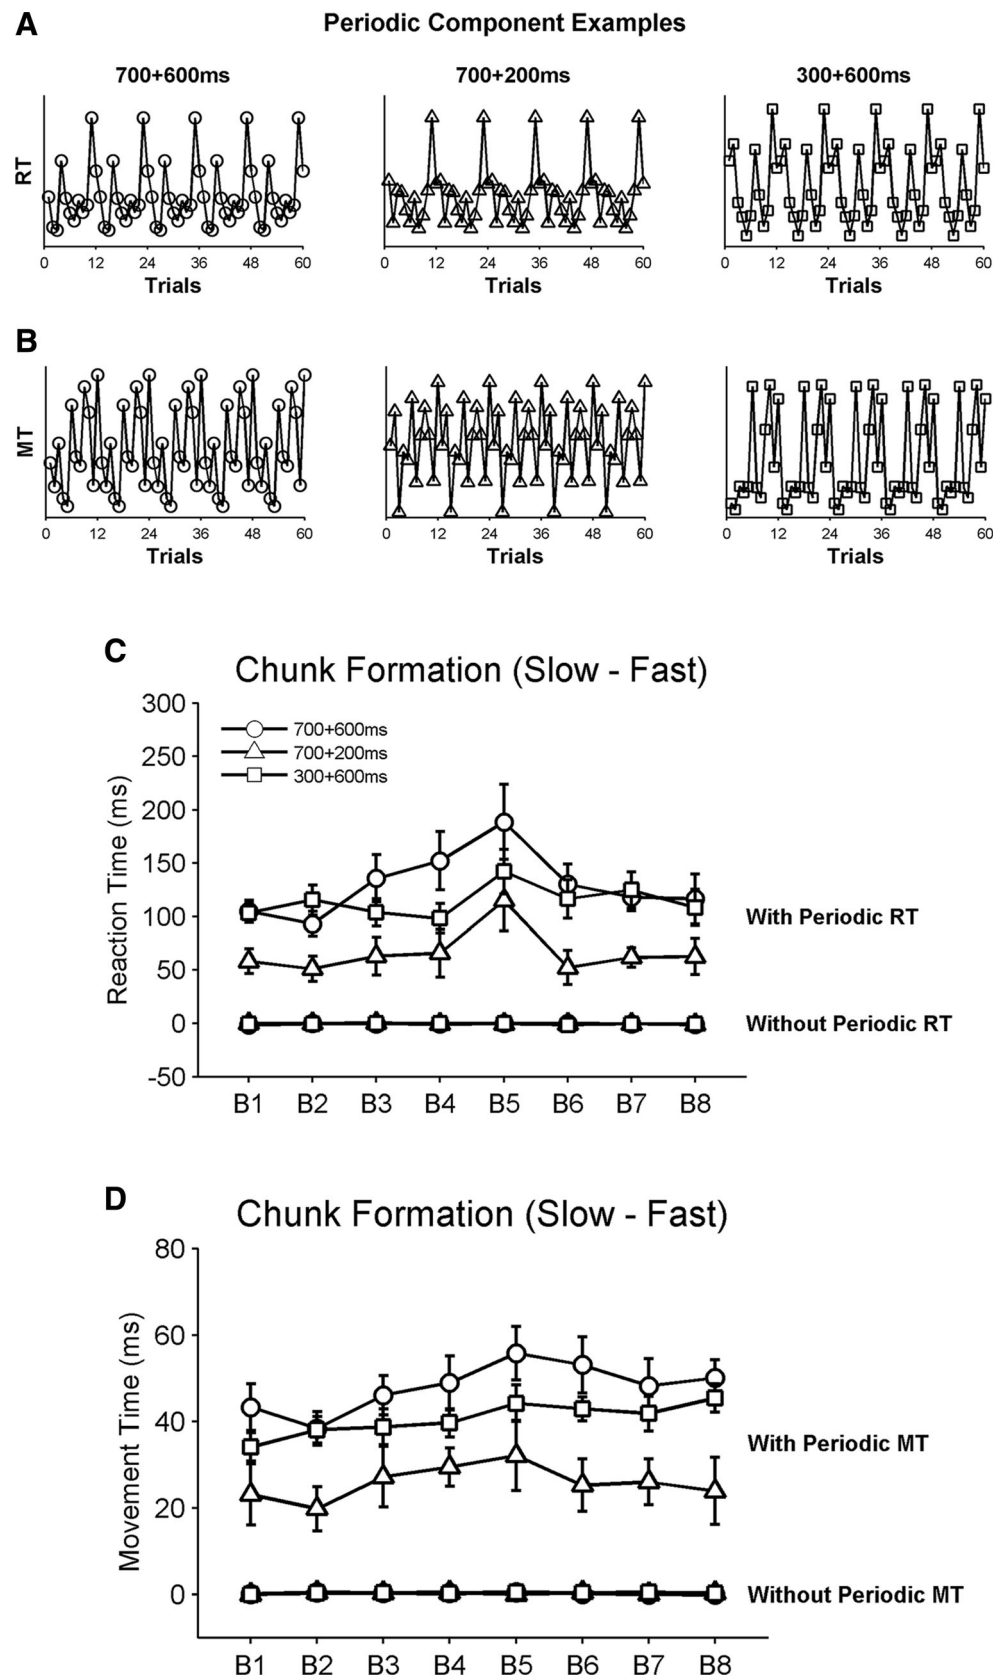 A
Periodic Component Examples
700+600ms 700+200ms 300+600ms
RT
0 12 24 36 48 60 0 12 24 36 48 60 0 12 24 36 48 60
Trials Trials Trials
B
MT
0 12 24 36 48 60 0 12 24 36 48 60 0 12 24 36 48 60
Trials Trials Trials
C
Chunk Formation (Slow - Fast)
Reaction Time (ms)
300
250
200
150
100
50
0
-50
700+600ms
700+200ms
300+600ms
With Periodic RT
Without Periodic RT
B1 B2 B3 B4 B5 B6 B7 B8
D
Chunk Formation (Slow - Fast)
Movement Time (ms)
80
60
40
20
0
With Periodic MT
Without Periodic MT
B1 B2 B3 B4 B5 B6 B7 B8